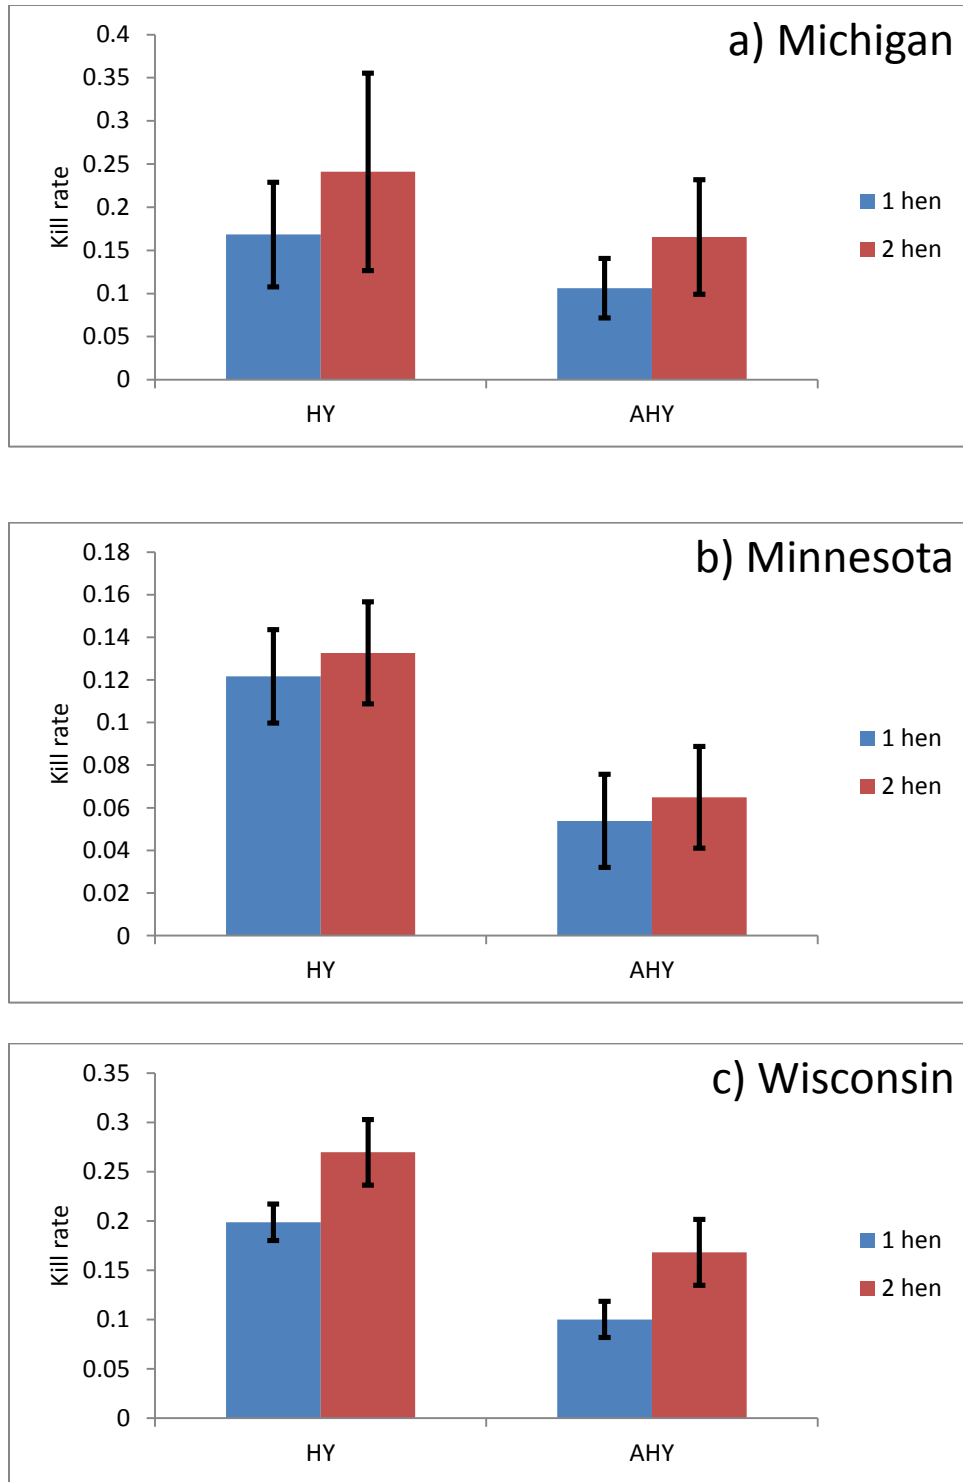 a) Michigan
0.4
0.35
0.3
0.25
0.2
0.15
0.1
0.05
0
Kill rate
HY
AHY
1 hen
2 hen
b) Minnesota
0.18
0.16
0.14
0.12
0.1
0.08
0.06
0.04
0.02
0
Kill rate
HY
AHY
1 hen
2 hen
c) Wisconsin
0.35
0.3
0.25
0.2
0.15
0.1
0.05
0
Kill rate
HY
AHY
1 hen
2 hen